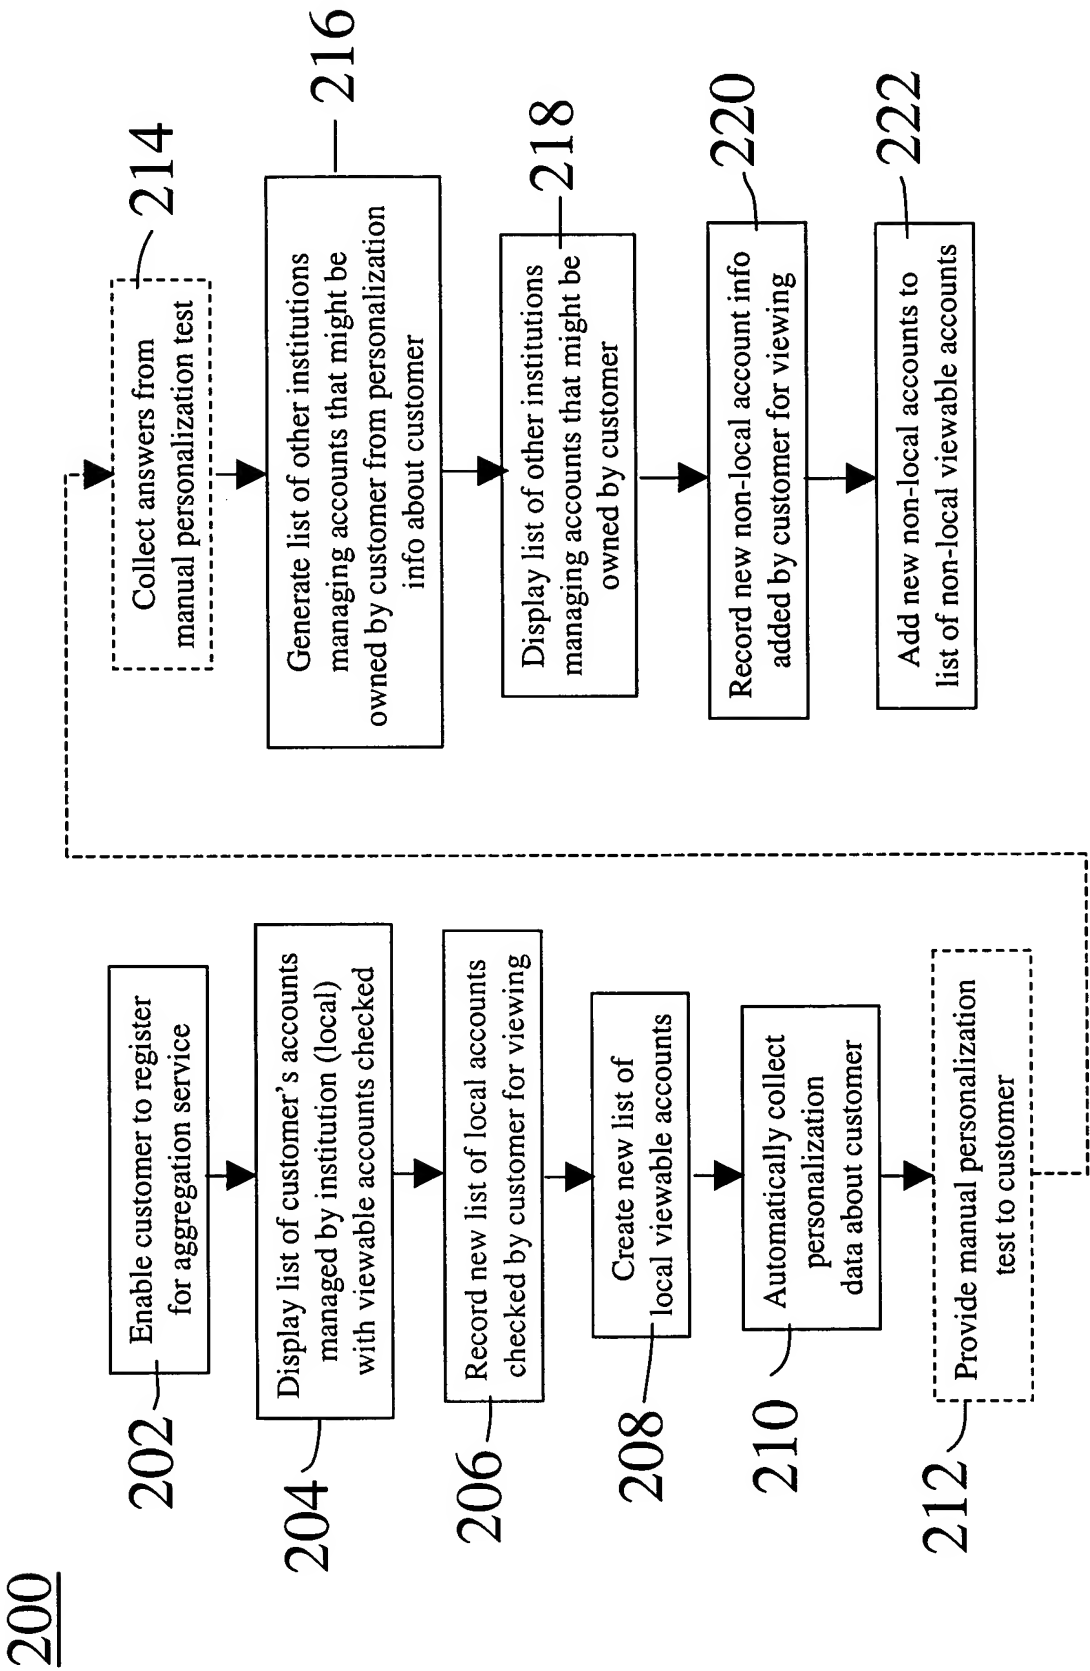 200
202
Enable customer to register
for aggregation service
204
Display list of customer's accounts
managed by institution (local)
with viewable accounts checked
206
Record new list of local accounts
checked by customer for viewing
208
Create new list of
local viewable accounts
210
Automatically collect
personalization
data about customer
212
Provide manual personalization
test to customer
214
Collect answers from
manual personalization test
216
Generate list of other institutions
managing accounts that might be
owned by customer from personalization
info about customer
218
Display list of other institutions
managing accounts that might be
owned by customer
220
Record new non-local account info
added by customer for viewing
222
Add new non-local accounts to
list of non-local viewable accounts